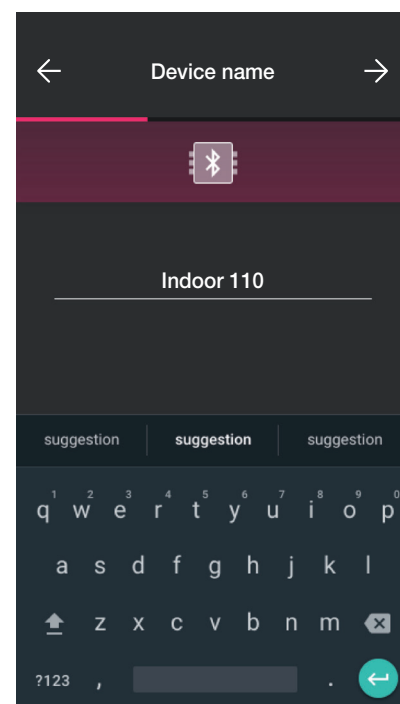 Device name
Indoor 110
suggestion suggestion suggestion
1 2 3 4 5 6 7 8 9 0
q w e r t y u i o p
a s d f g h j k l
z x c v b n m
?123 , .